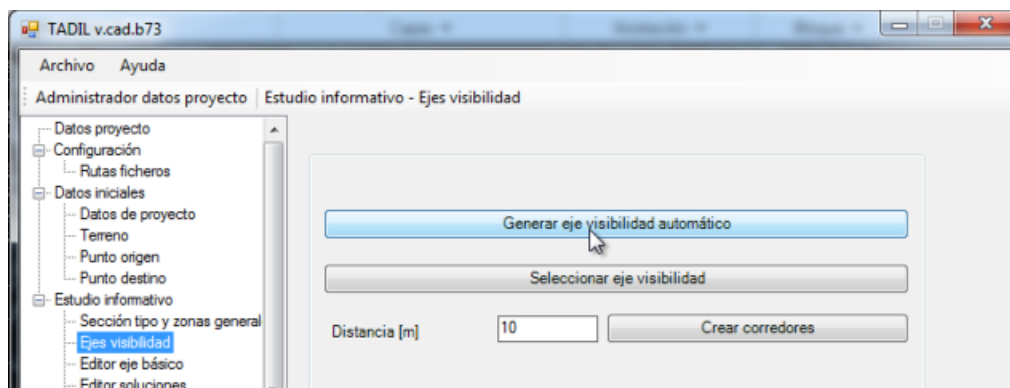 TADIL v.cad.b73
Archivo Ayuda
Administrador datos proyecto Estudio informativo - Ejes visibilidad
Datos proyecto
Configuración
Rutas ficheros
Datos iniciales
Datos de proyecto
Terreno
Punto origen
Punto destino
Estudio informativo
Sección tipo y zonas general
Ejes visibilidad
Editor eje básico
Editor soluciones
Generar eje visibilidad automático
Seleccionar eje visibilidad
Distancia [m] 10 Crear corredores